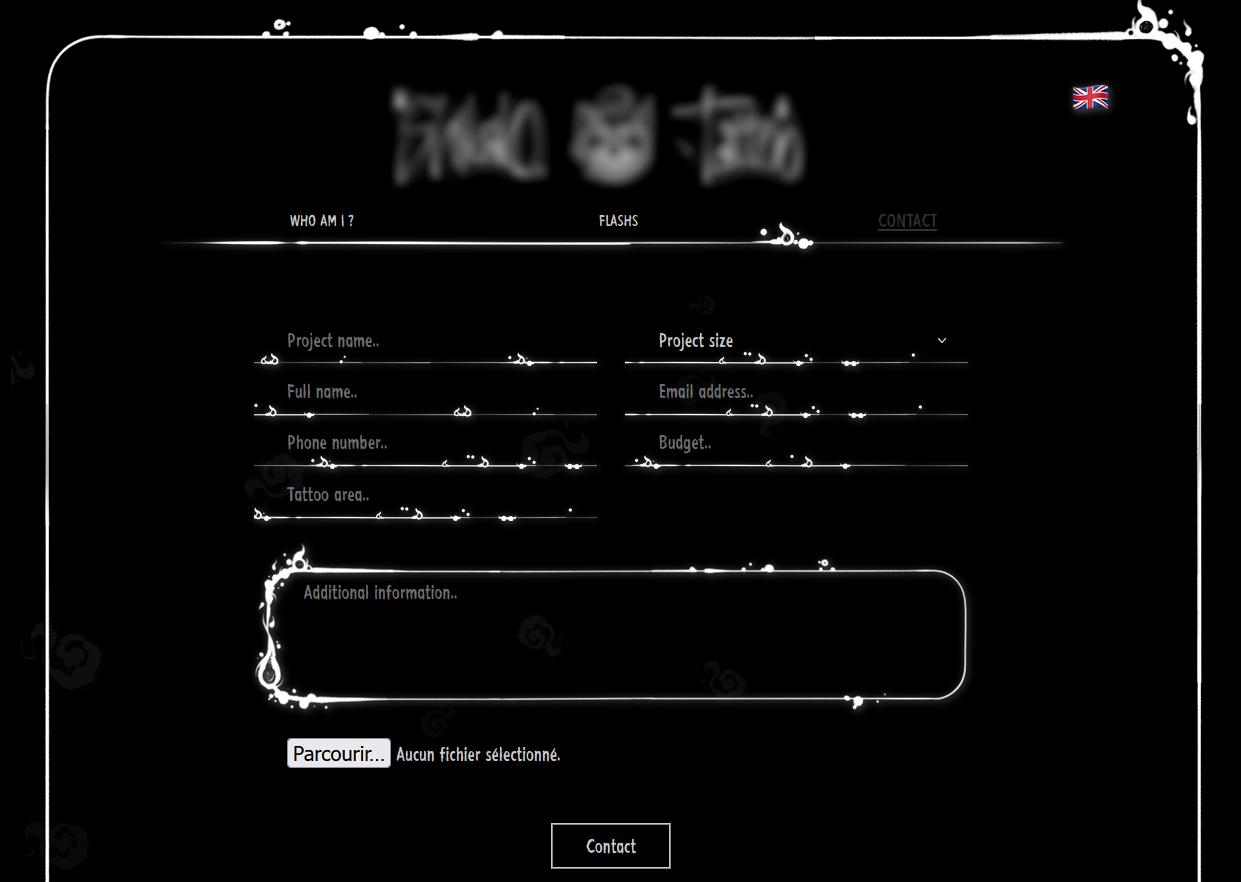 WHO AM I ? FLASHS CONTACT
Project name.. Project size
Full name.. Email address..
Phone number.. Budget..
Tattoo area..
Additional information..
Parcourir... Aucun fichier sélectionné.
Contact